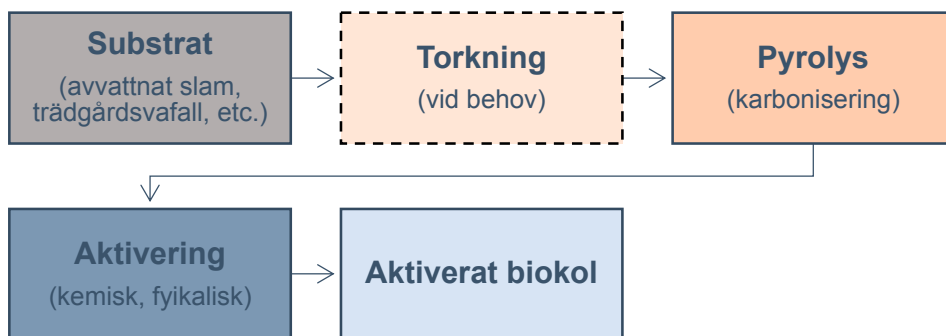 Substrat
(avvattnat slam,
trädgårdsvafall, etc.)
Torkning
(vid behov)
Pyrolys
(karbonisering)
Aktivering
(kemisk, fyikalisk)
Aktiverat biokol